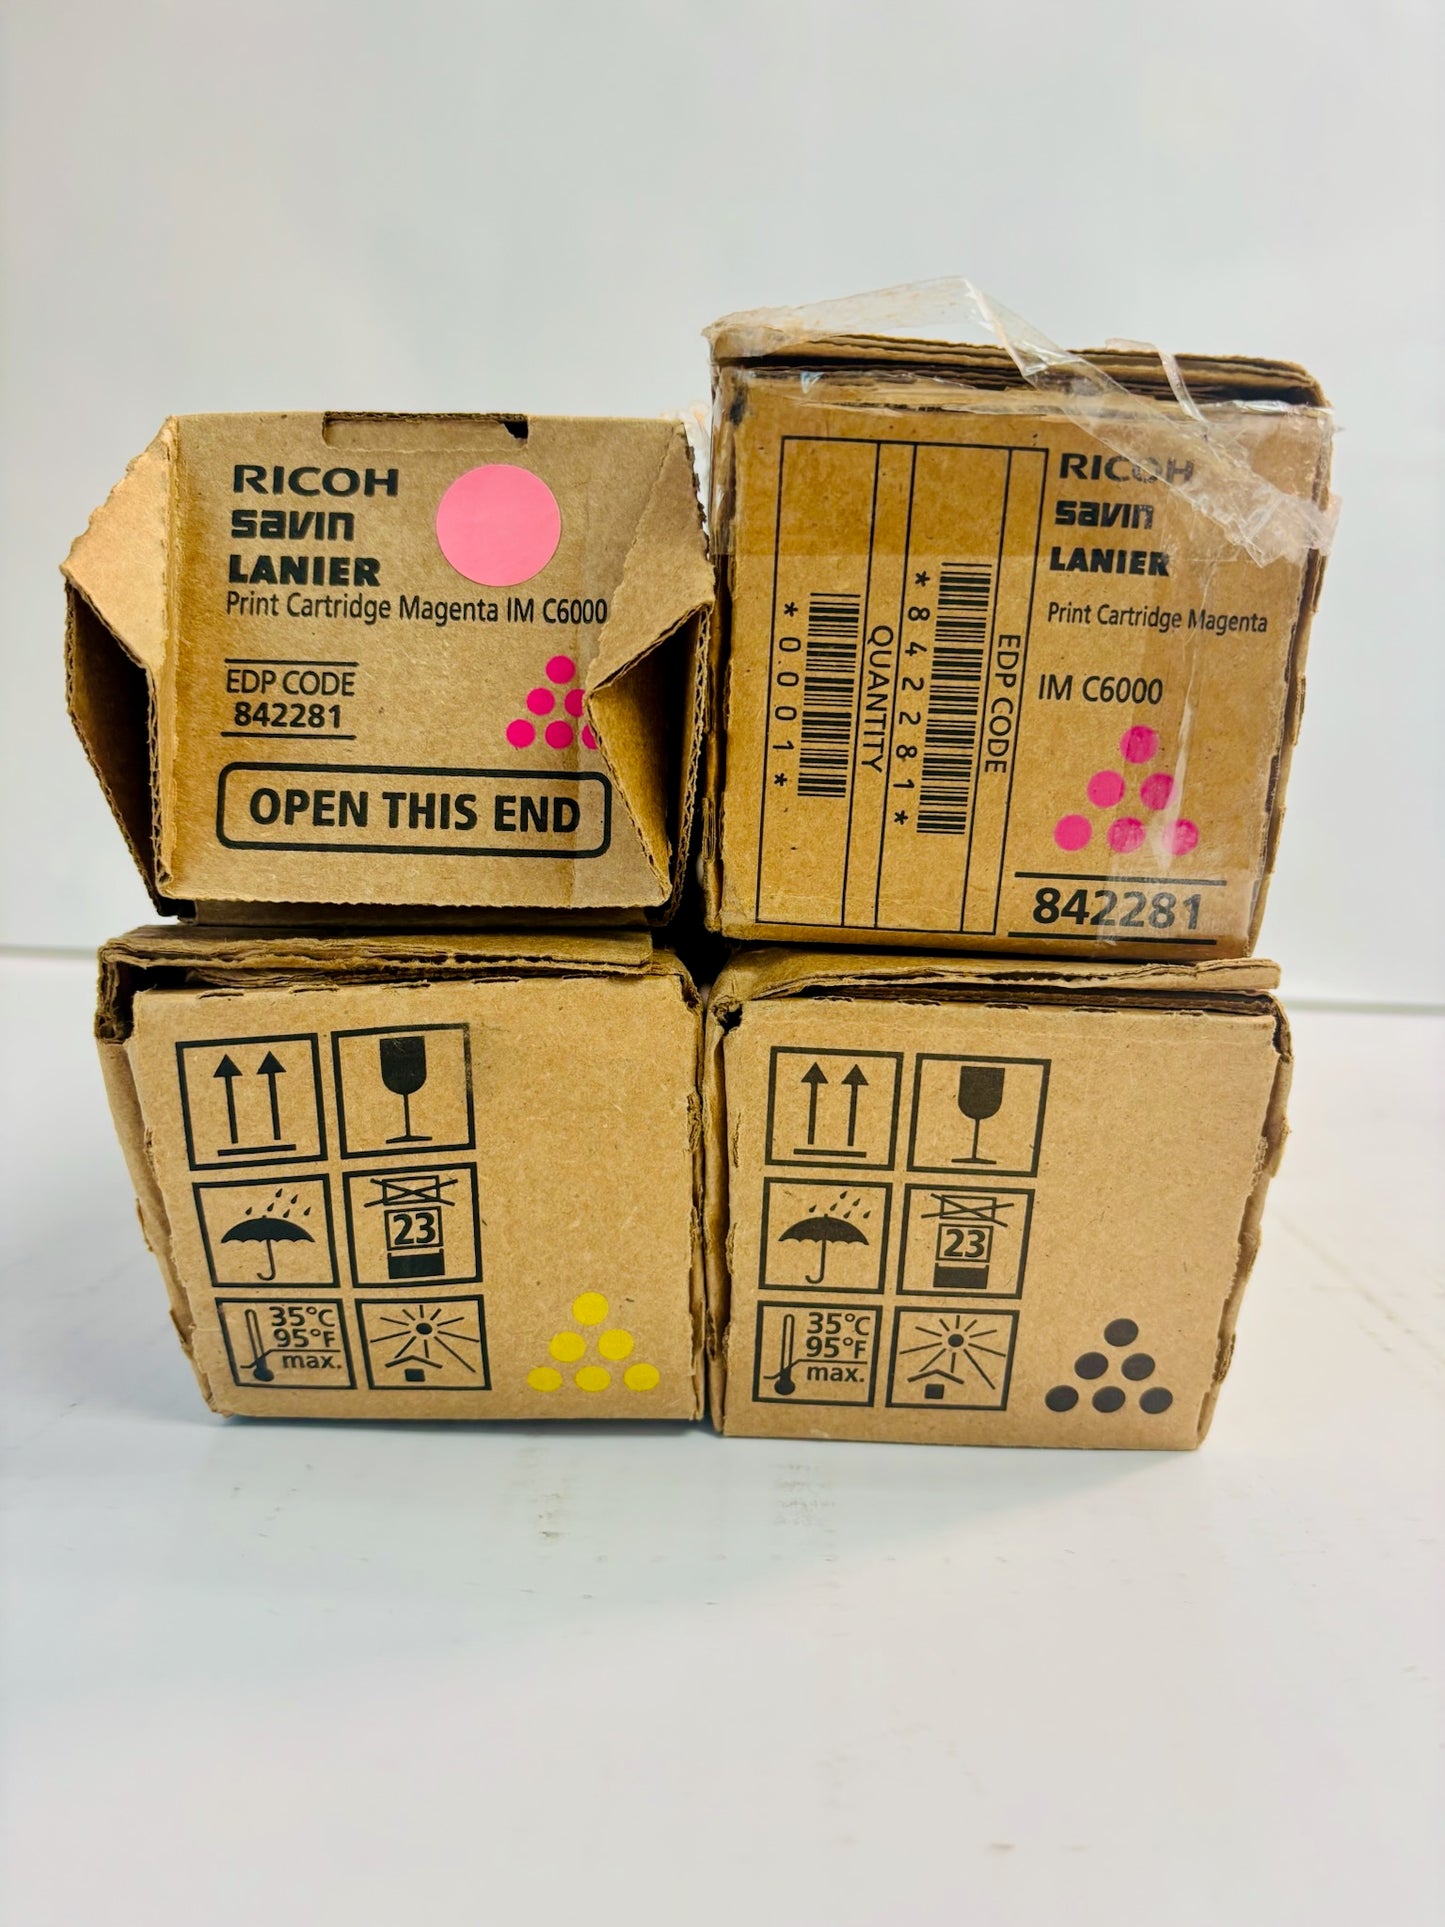 RICOH
savin
LANIER
Print Cartridge Magenta IM C6000
EDP CODE
842281
OPEN THIS END
RICOH
savin
LANIER
Print Cartridge Magenta
IM C6000
842281
EDP CODE
*842281*
QUANTITY
*0001*
23
35°C
95°F
max.
23
35°C
95°F
max.